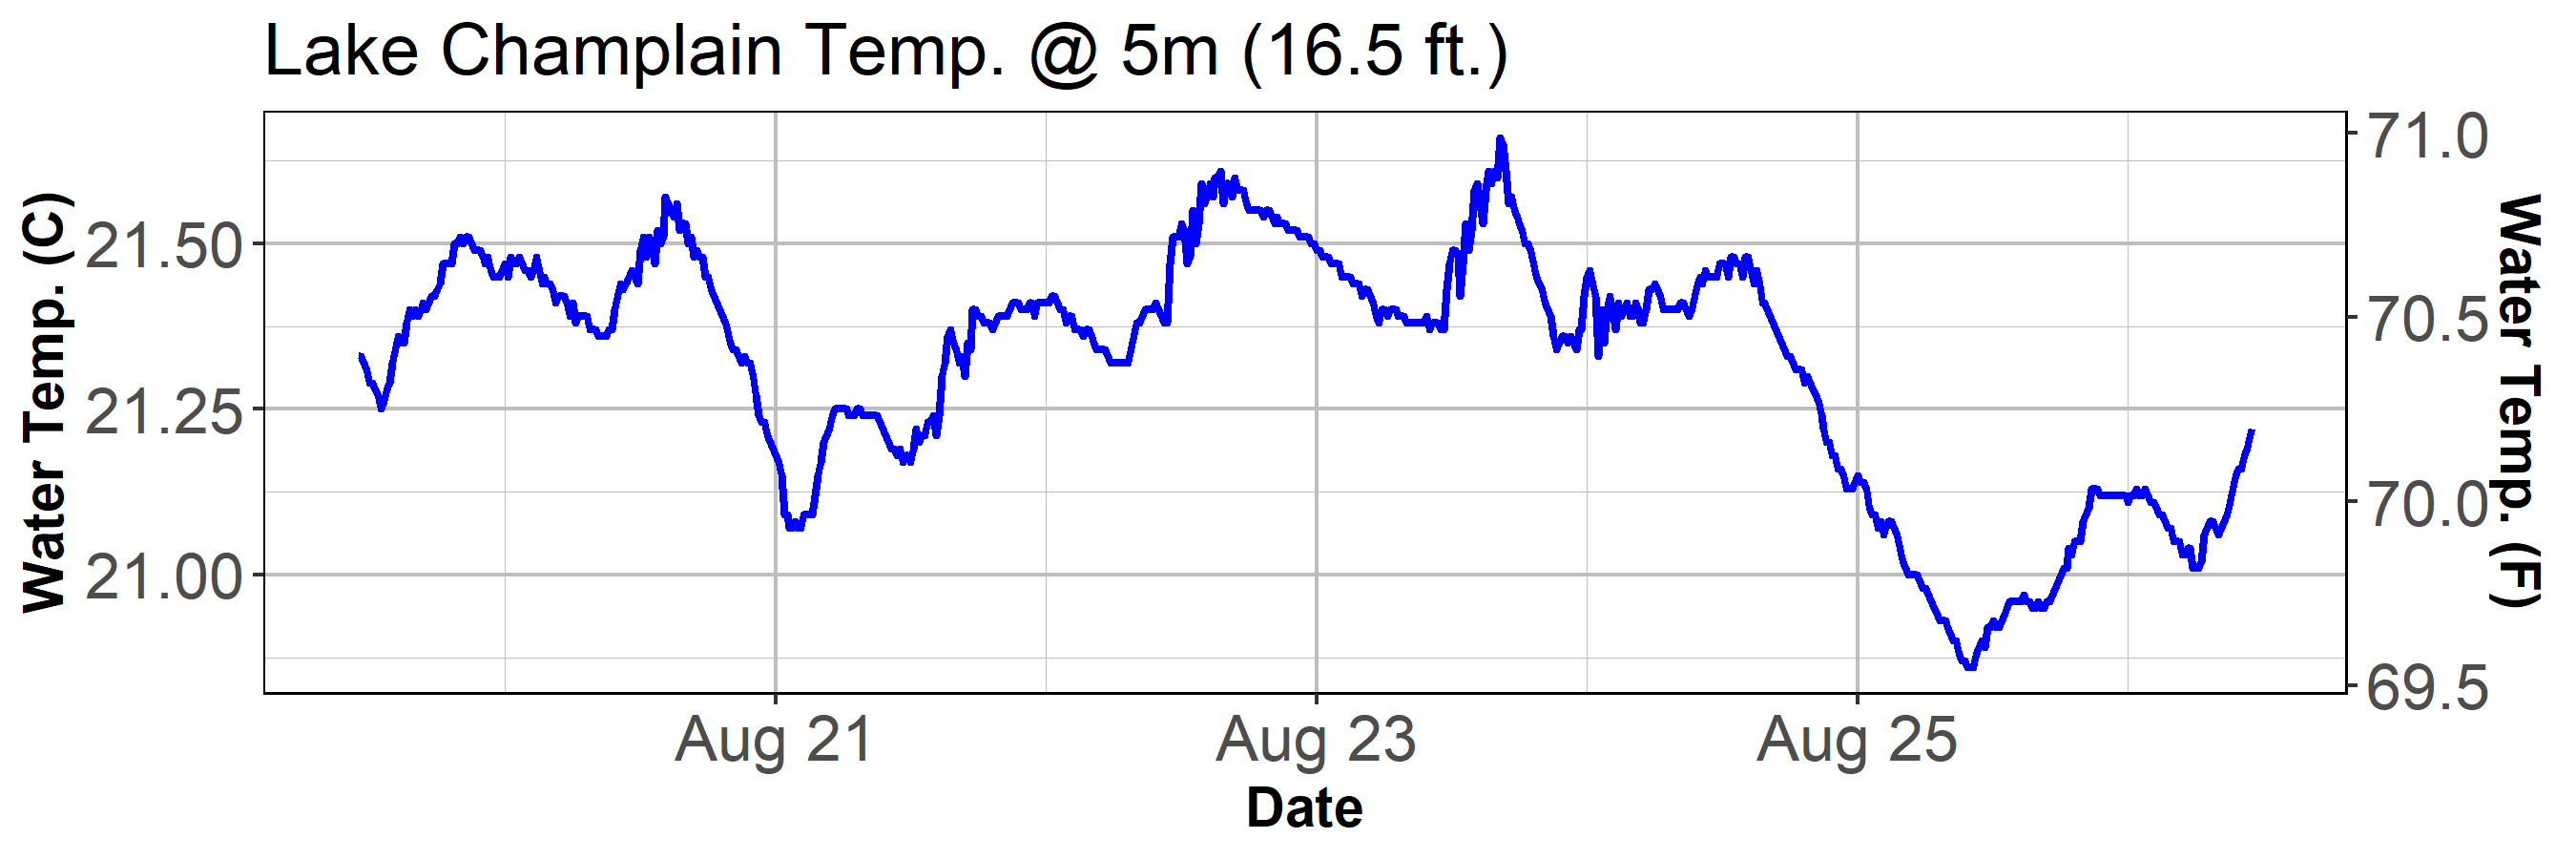 Lake Champlain Temp. @ 5m (16.5 ft.)
Water Temp. (C)
21.50
21.25
21.00
71.0
70.5
70.0
69.5
Water Temp. (F)
Aug 21 Aug 23 Aug 25
Date